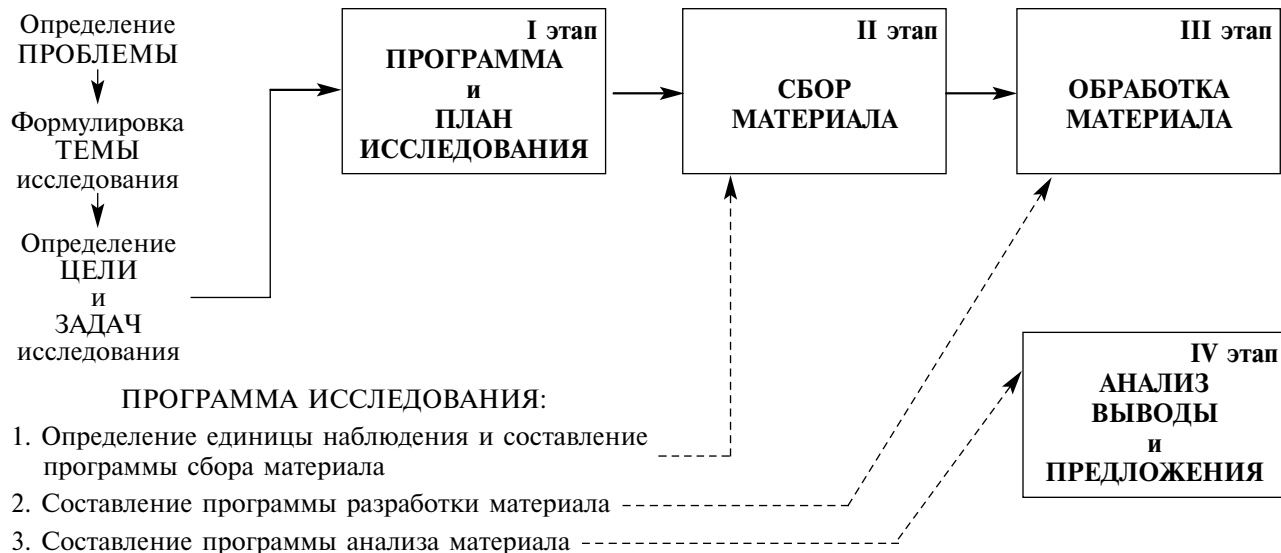 Определение
ПРОБЛЕМЫ
Формулировка
ТЕМЫ
исследования
Определение
ЦЕЛИ
и
ЗАДАЧ
исследования
I этап
ПРОГРАММА
и
ПЛАН
ИССЛЕДОВАНИЯ
II этап
СБОР
МАТЕРИАЛА
III этап
ОБРАБОТКА
МАТЕРИАЛА
IV этап
АНАЛИЗ
ВЫВОДЫ
и
ПРЕДЛОЖЕНИЯ
ПРОГРАММА ИССЛЕДОВАНИЯ:
1. Определение единицы наблюдения и составление
программы сбора материала
2. Составление программы разработки материала
3. Составление программы анализа материала